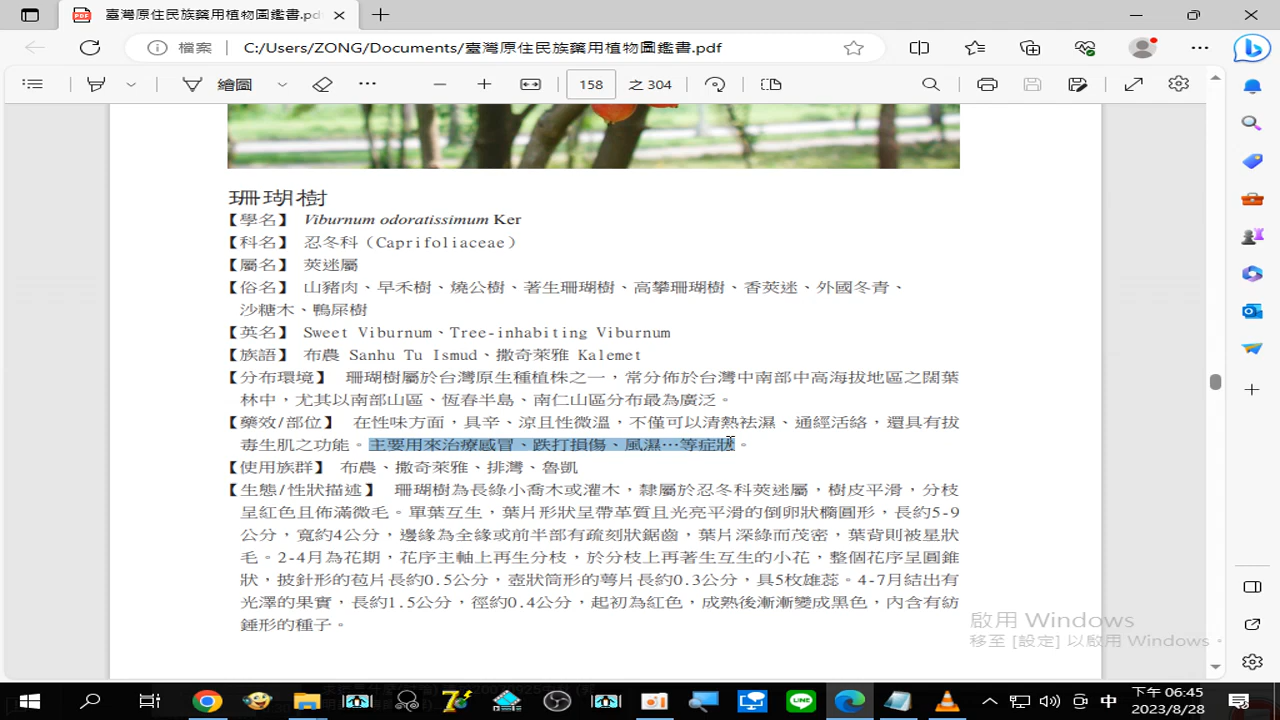 臺灣原住民族藥用植物圖鑑書.pdf
檔案
C:/Users/ZONG/Documents/臺灣原住民族藥用植物圖鑑書.pdf
繪圖
158
之 304
珊瑚樹
【學名】 Viburnum odoratissimum Ker
【科名】 忍冬科（Caprifoliaceae）
【屬名】 莢迷屬
【俗名】 山豬肉、早禾樹、燒公樹、著生珊瑚樹、高攀珊瑚樹、香莢迷、外國冬青、
沙糖木、鴨屎樹
【英名】 Sweet Viburnum、Tree-inhabiting Viburnum
【族語】 布農 Sanhu Tu Ismud、撒奇萊雅 Kalemet
【分布環境】 珊瑚樹屬於台灣原生種植株之一，常分佈於台灣中南部中高海拔地區之闊葉
林中，尤其以南部山區、恆春半島、南仁山區分布最為廣泛。
【藥效/部位】 在性味方面，具辛、涼且性微溫，不僅可以清熱袪濕、通經活絡，還具有拔
毒生肌之功能。主要用來治療感冒、跌打損傷、風濕…等症狀。
【使用族群】 布農、撒奇萊雅、排灣、魯凱
【生態/性狀描述】 珊瑚樹為長綠小喬木或灌木，隸屬於忍冬科莢迷屬，樹皮平滑，分枝
呈紅色且佈滿微毛。單葉互生，葉片形狀呈帶革質且光亮平滑的倒卵狀橢圓形，長約5-9
公分，寬約4公分，邊緣為全緣或前半部有疏刻狀鋸齒，葉片深綠而茂密，葉背則被星狀
毛。2-4月為花期，花序主軸上再生分枝，於分枝上再著生互生的小花，整個花序呈圓錐
狀，披針形的苞片長約0.5公分，壺狀筒形的萼片長約0.3公分，具5枚雄蕊。4-7月結出有
光澤的果實，長約1.5公分，徑約0.4公分，起初為紅色，成熟後漸漸變成黑色，內含有紡
錘形的種子。
啟用 Windows
移至 [設定] 以啟用 Windows。
中
下午 06:45
2023/8/28